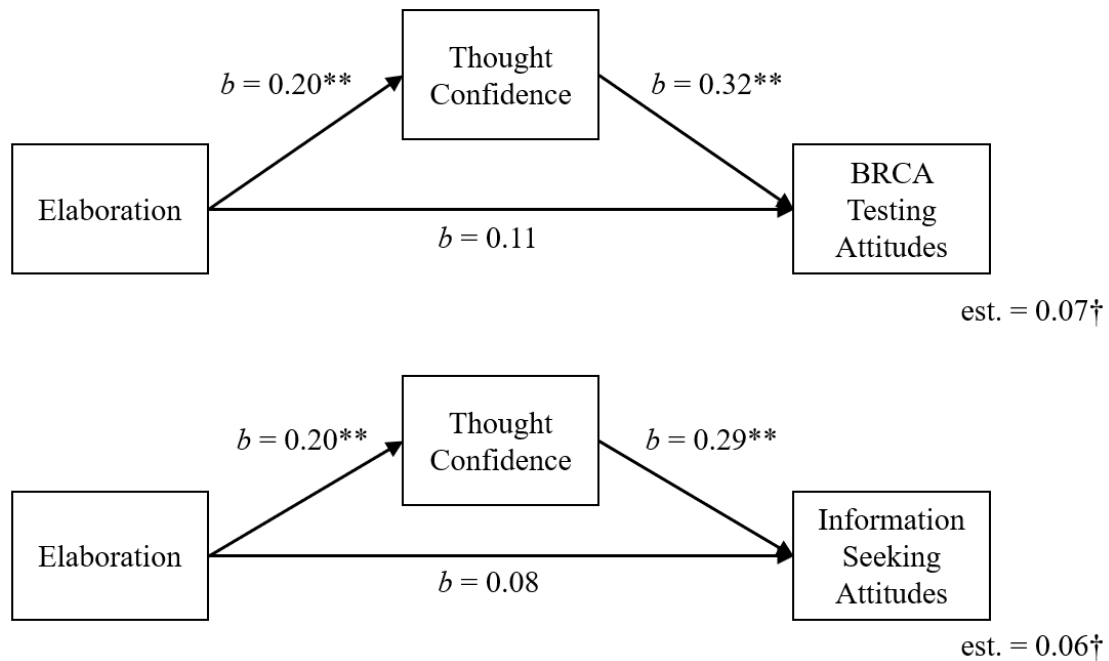 Thought
Confidence
b = 0.20**
b = 0.32**
Elaboration
BRCA
Testing
Attitudes
b = 0.11
est. = 0.07†
Thought
Confidence
b = 0.20**
b = 0.29**
Elaboration
Information
Seeking
Attitudes
b = 0.08
est. = 0.06†